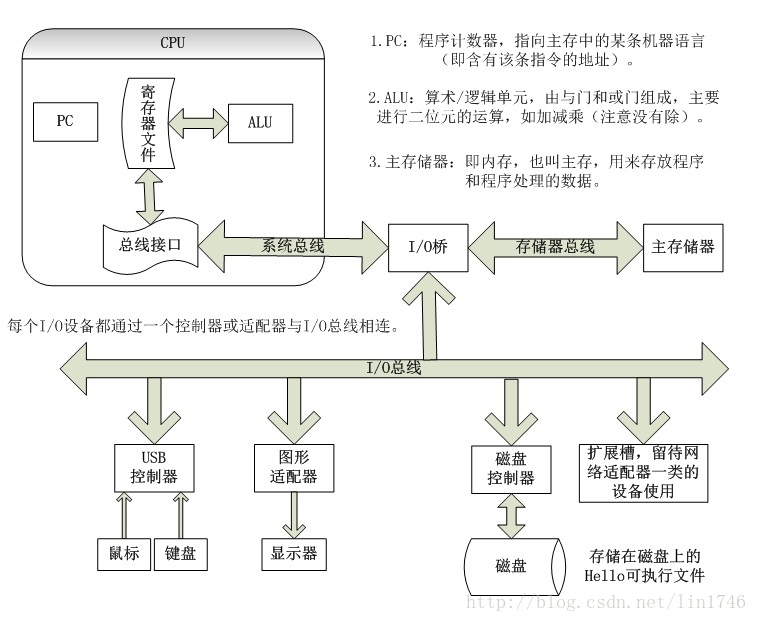 CPU
1.PC：程序计数器，指向主存中的某条机器语言
（即含有该条指令的地址）。
PC
寄存器文件
ALU
2.ALU：算术/逻辑单元，由与门和或门组成，主要
进行二位元的运算，如加减乘（注意没有除）。
3.主存储器：即内存，也叫主存，用来存放程序
和程序处理的数据。
总线接口
系统总线
I/O桥
存储器总线
主存储器
每个I/O设备都通过一个控制器或适配器与I/O总线相连。
I/O总线
USB
控制器
图形
适配器
磁盘
控制器
扩展槽，留待网
络适配器一类的
设备使用
鼠标
键盘
显示器
磁盘
存储在磁盘上的
Hello可执行文件
http://blog.csdn.net/lin1746